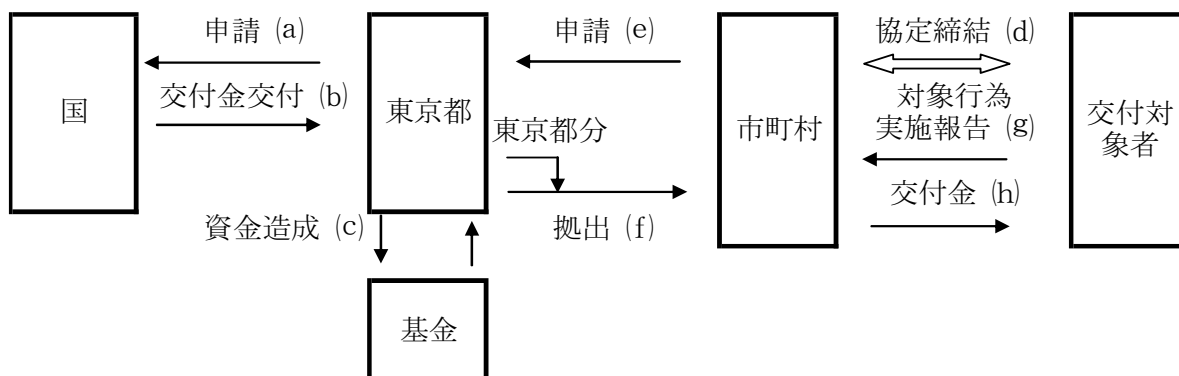 申請 (a)
申請 (e)
協定締結 (d)
国
交付金交付 (b)
東京都
東京都分
市町村
対象行為
実施報告 (g)
交付対
象者
交付金 (h)
資金造成 (c)
拠出 (f)
基金